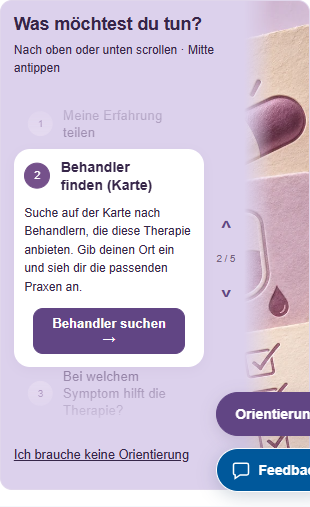 Was möchtest du tun?
Nach oben oder unten scrollen · Mitte
antippen
1
Meine Erfahrung
teilen
2
Behandler
finden (Karte)
Suche auf der Karte nach
Behandlern, die diese Therapie
anbieten. Gib deinen Ort ein
und sieh dir die passenden
Praxen an.
Behandler suchen
→
2 / 5
3
Bei welchem
Symptom hilft die
Therapie?
Orientierun
Ich brauche keine Orientierung
Feedba